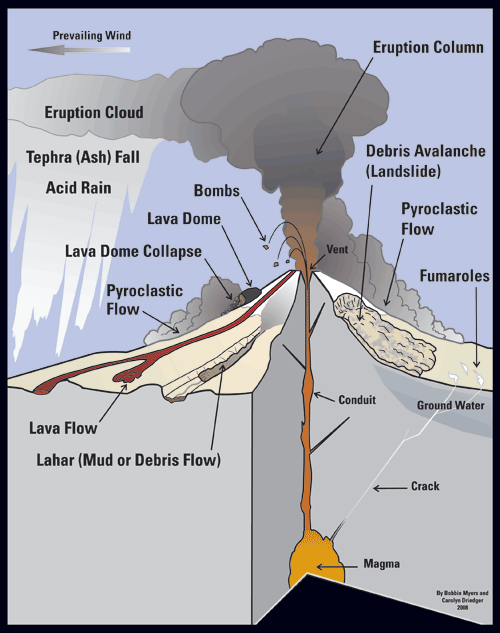 Prevailing Wind
Eruption Column
Eruption Cloud
Tephra (Ash) Fall
Acid Rain
Debris Avalanche
(Landslide)
Bombs
Lava Dome
Pyroclastic
Flow
Vent
Lava Dome Collapse
Fumaroles
Pyroclastic
Flow
Conduit
Ground Water
Lava Flow
Lahar (Mud or Debris Flow)
Crack
Magma
By Bobbie Myers and
Carolyn Driedger
2008